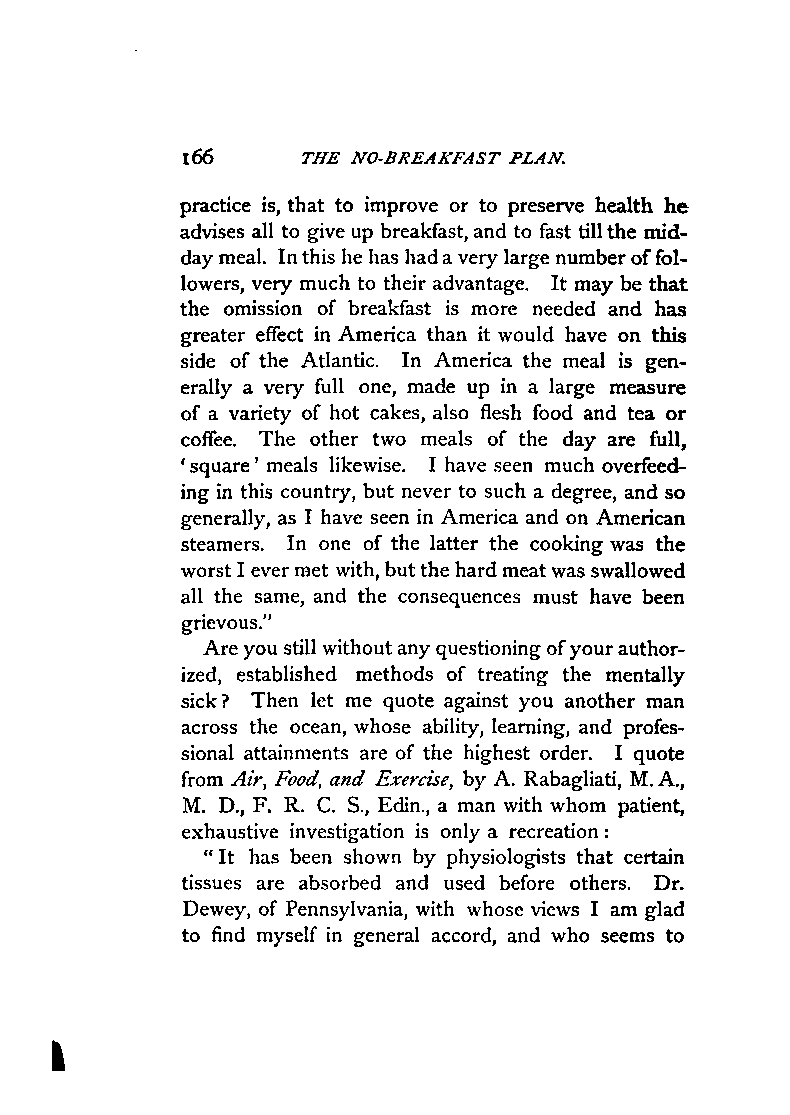 166 THE NO-BREAKFAST PLAN.
practice is, that to improve or to preserve health he
advises all to give up breakfast, and to fast till the mid-
day meal. In this he has had a very large number of fol-
lowers, very much to their advantage. It may be that
the omission of breakfast is more needed and has
greater effect in America than it would have on this
side of the Atlantic. In America the meal is gen-
erally a very full one, made up in a large measure
of a variety of hot cakes, also flesh food and tea or
coffee. The other two meals of the day are full,
‘square’ meals likewise. I have seen much overfeed-
ing in this country, but never to such a degree, and so
generally, as I have seen in America and on American
steamers. In one of the latter the cooking was the
worst I ever met with, but the hard meat was swallowed
all the same, and the consequences must have been
grievous.”
Are you still without any questioning of your author-
ized, established methods of treating the mentally
sick? Then let me quote against you another man
across the ocean, whose ability, learning, and profes-
sional attainments are of the highest order. I quote
from Air, Food, and Exercise, by A. Rabagliati, M. A.,
M. D., F. R. C. S., Edin., a man with whom patient,
exhaustive investigation is only a recreation:
“It has been shown by physiologists that certain
tissues are absorbed and used before others. Dr.
Dewey, of Pennsylvania, with whose views I am glad
to find myself in general accord, and who seems to